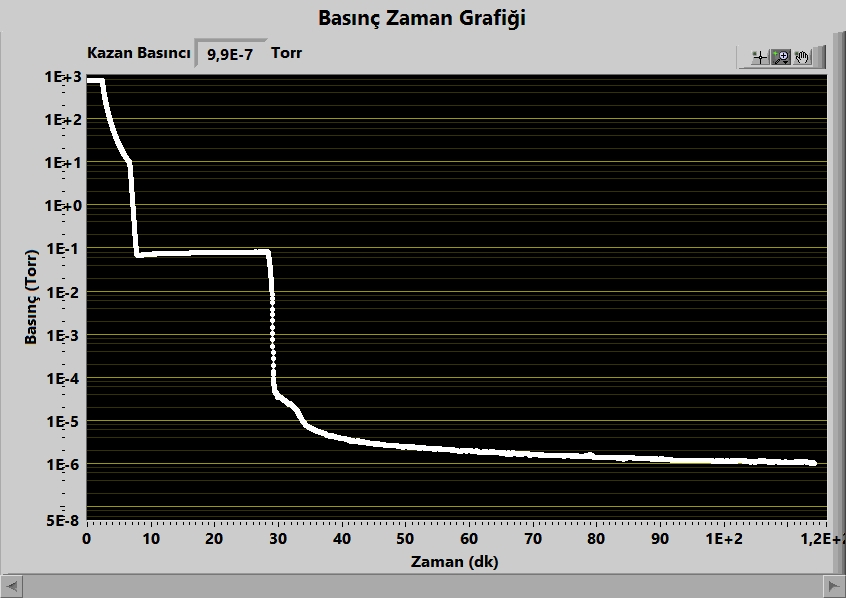 Basınç Zaman Grafiği
Kazan Basıncı 9,9E-7 Torr
1E+3
1E+2
1E+1
1E+0
1E-1
1E-2
1E-3
1E-4
1E-5
1E-6
5E-8
Basınç (Torr)
0 10 20 30 40 50 60 70 80 90 1E+2 1,2E+2
Zaman (dk)